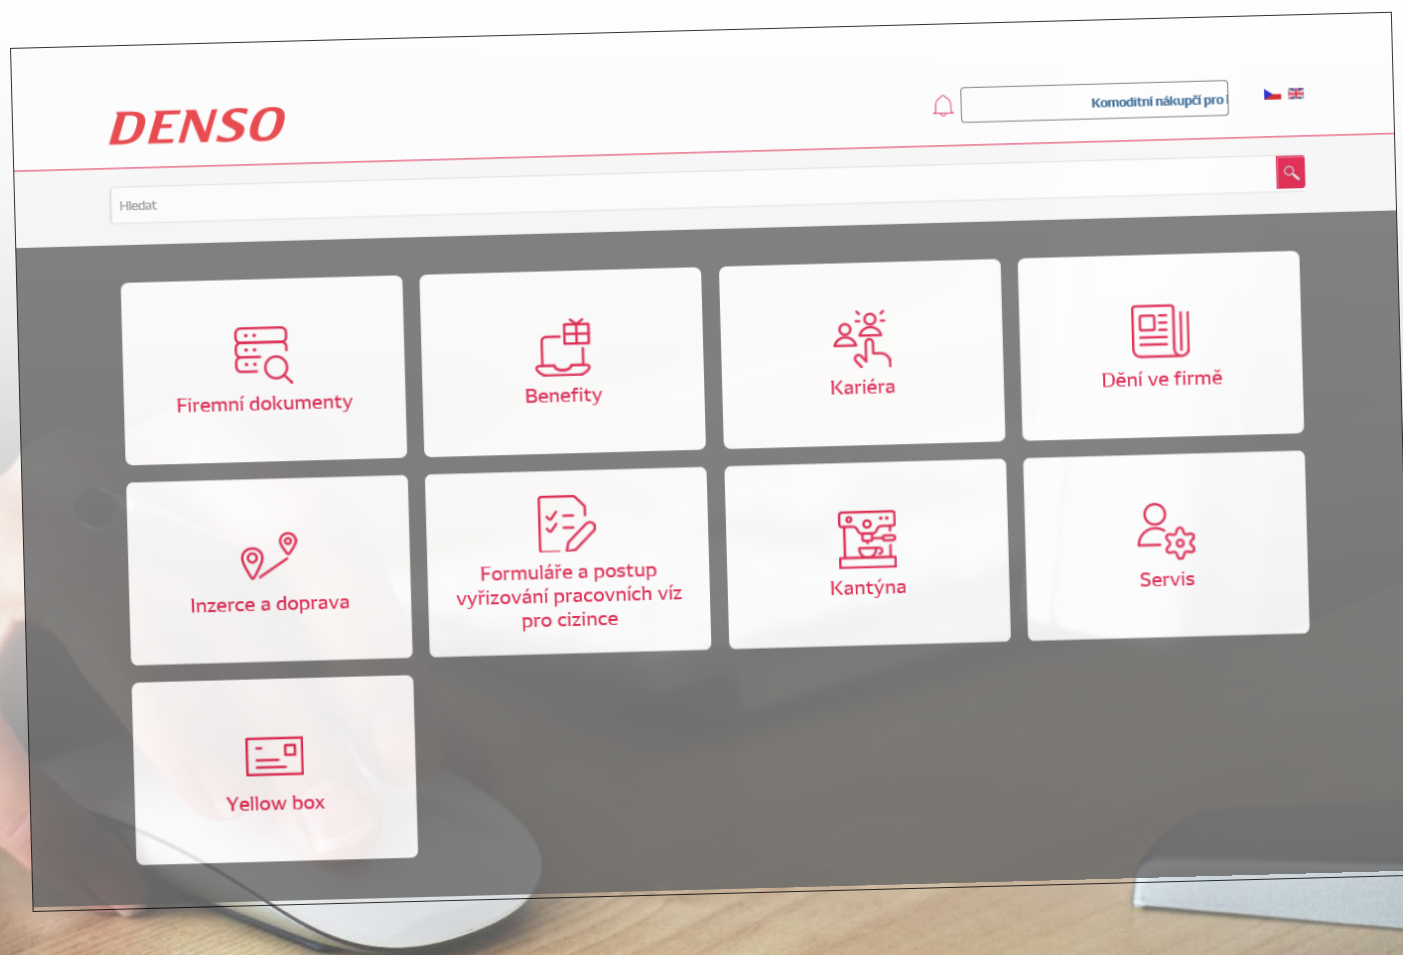 DENSO
Komoditní nákupčí pro
Hledat
Firemní dokumenty
Benefity
Kariéra
Dění ve firmě
Inzerce a doprava
Formuláře a postup
vyřizování pracovních víz
pro cizince
Kantýna
Servis
Yellow box